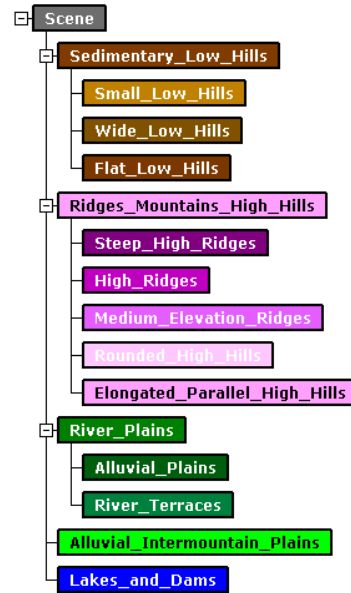 Scene
Sedimentary_Low_Hills
Small_Low_Hills
Wide_Low_Hills
Flat_Low_Hills
Ridges_Mountains_High_Hills
Steep_High_Ridges
High_Ridges
Medium_Elevation_Ridges
Rounded_High_Hills
Elongated_Parallel_High_Hills
River_Plains
Alluvial_Plains
River_Terraces
Alluvial_Intermountain_Plains
Lakes_and_Dams